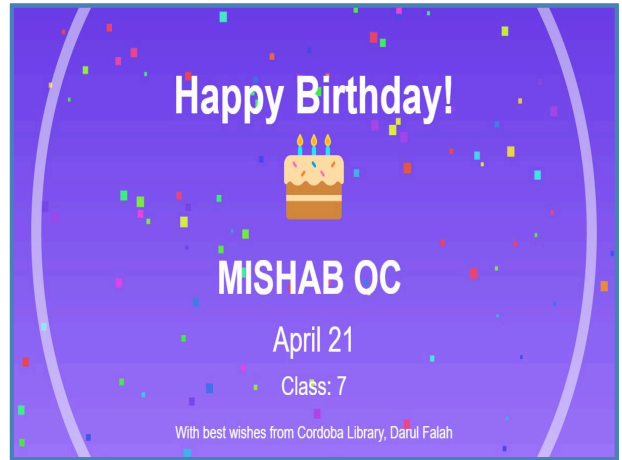 Happy Birthday!
MISHAB OC
April 21
Class: 7
With best wishes from Cordoba Library, Darul Falah